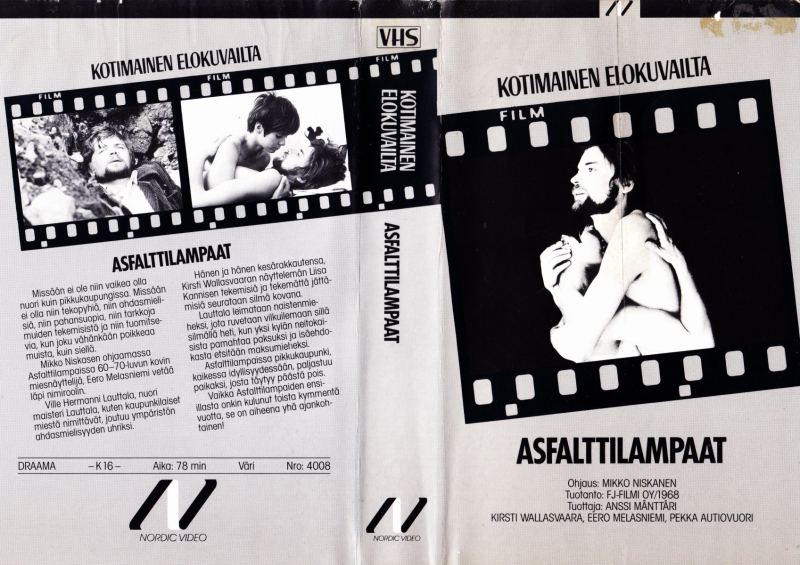 KOTIMAINEN ELOKUVAILTA
FILM
FILM
ASFALTTILAMPAAT
Missään ei ole niin vaikea olla
nuori kuin pikkukaupungissa. Missään
ei olla niin tekopyhiä, niin ahdasmieli-
siä, niin pahansuopia, niin tarkkoja
muiden tekemisistä ja niin tuomitse-
via, kun joku vähänkään poikkeaa
muista, kuin siellä.
Mikko Niskasen ohjaamassa
Asfalttilampaissa 60–70-luvun kovin
miesnäyttelijä, Eero Melasniemi vetää
läpi nimiroolin.
Ville Hermanni Lauttala, nuori
maisteri Lauttala, kuten kaupunkilaiset
miestä nimittävät, joutuu ympäristön
ahdasmielisyyden uhriksi.
Hänen ja hänen kesärakkautensa,
Kirsti Wallasvaaran näyttelemän Liisa
Kannisen tekemisiä ja tekemättä jättä-
misiä seurataan silmä kovana.
Lauttala leimataan naistenmie-
heksi, jota ruvetaan vilkuilemaan sillä
silmällä heti, kun yksi kylän neitokai-
sista pamahtaa paksuksi ja isäehdo-
kasta etsitään maksumieheksi.
Asfalttilampaissa pikkukaupunki,
kaikessa idyllisyydessään, paljastuu
paikaksi, josta täytyy päästä pois.
Vaikka Asfalttilampaiden ensi-
illasta onkin kulunut toista kymmentä
vuotta, se on aiheena yhä ajankoh-
tainen!
DRAAMA –K 16– Aika: 78 min Väri Nro: 4008
N
NORDIC VIDEO
VHS
FILM
KOTIMAINEN
ELOKUVAILTA
ASFALTTILAMPAAT
N
NORDIC VIDEO
N
KOTIMAINEN ELOKUVAILTA
FILM
ASFALTTILAMPAAT
Ohjaus: MIKKO NISKANEN
Tuotanto: FJ-FILMI OY/1968
Tuottaja: ANSSI MÄNTTÄRI
KIRSTI WALLASVAARA, EERO MELASNIEMI, PEKKA AUTIOVUORI